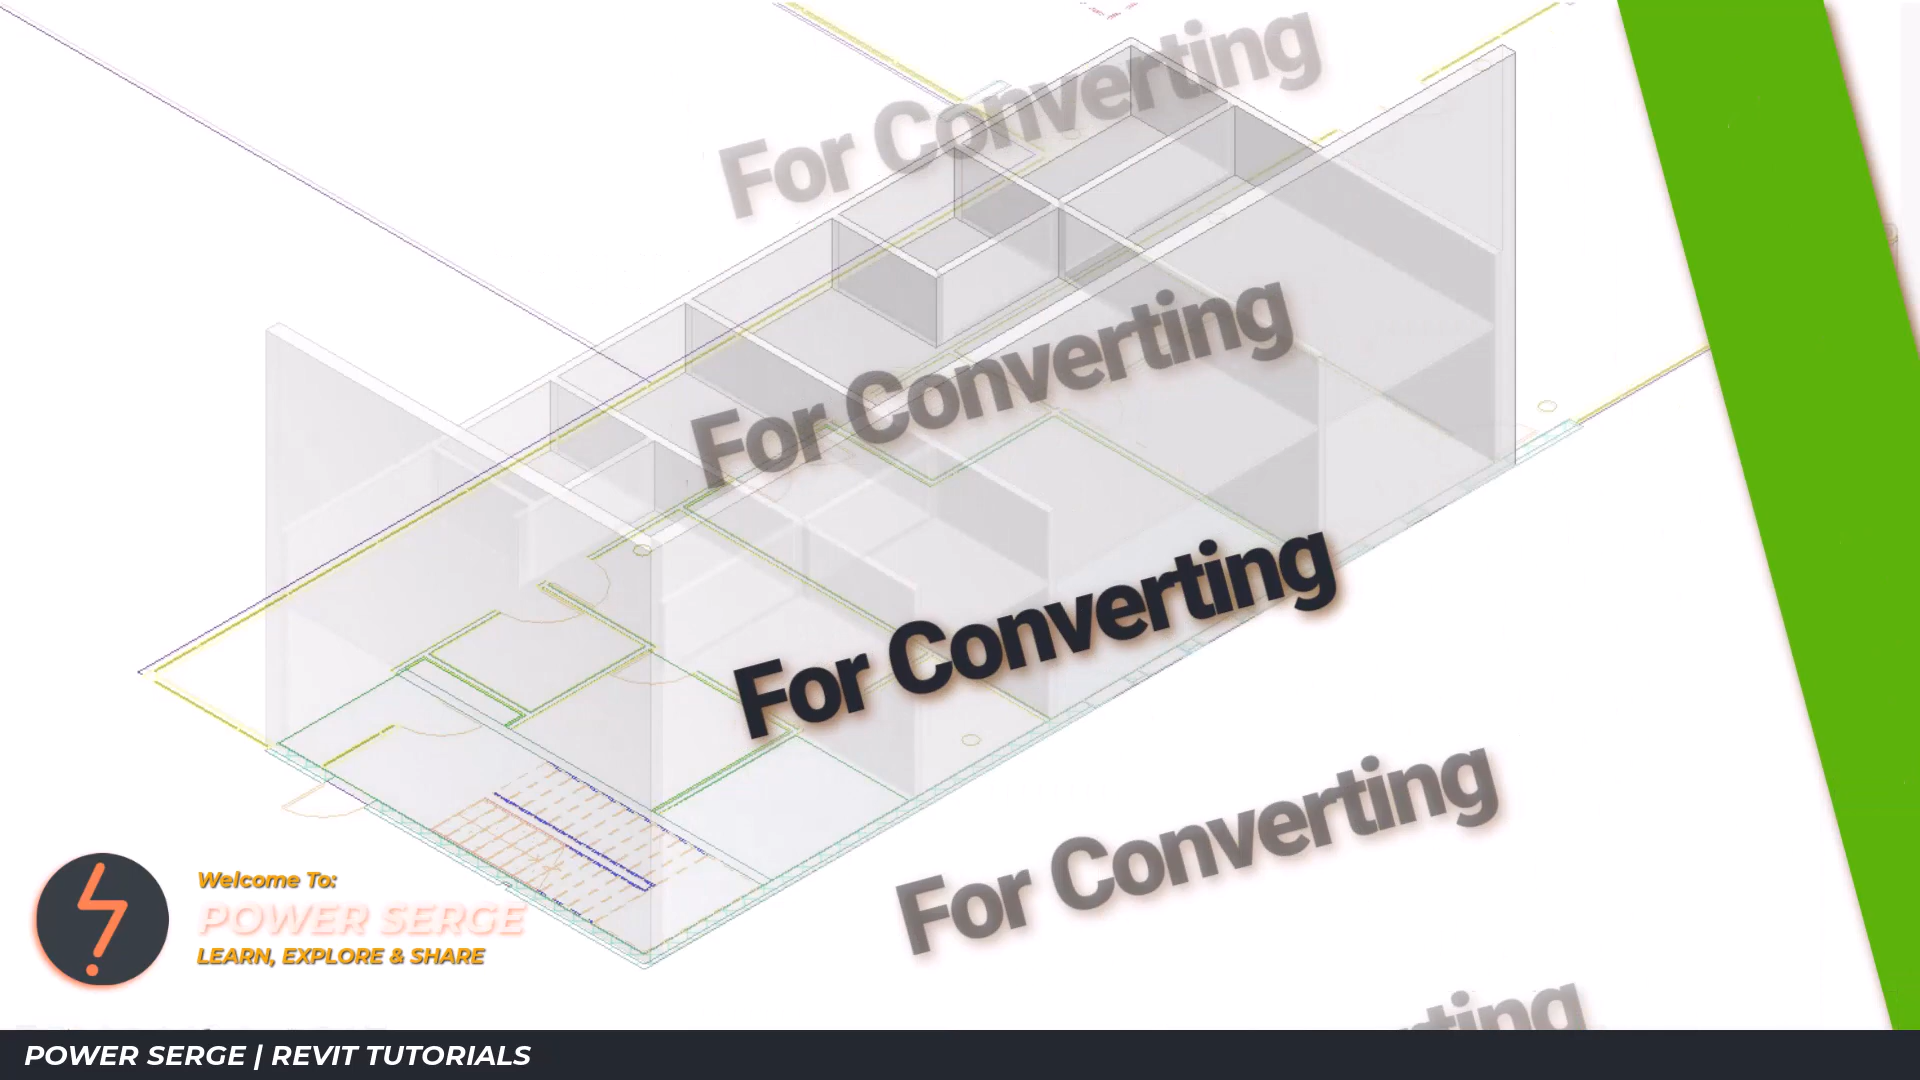 For Converting
For Converting
For Converting
For Converting
rting
Welcome To:
POWER SERGE
LEARN, EXPLORE & SHARE
POWER SERGE | REVIT TUTORIALS